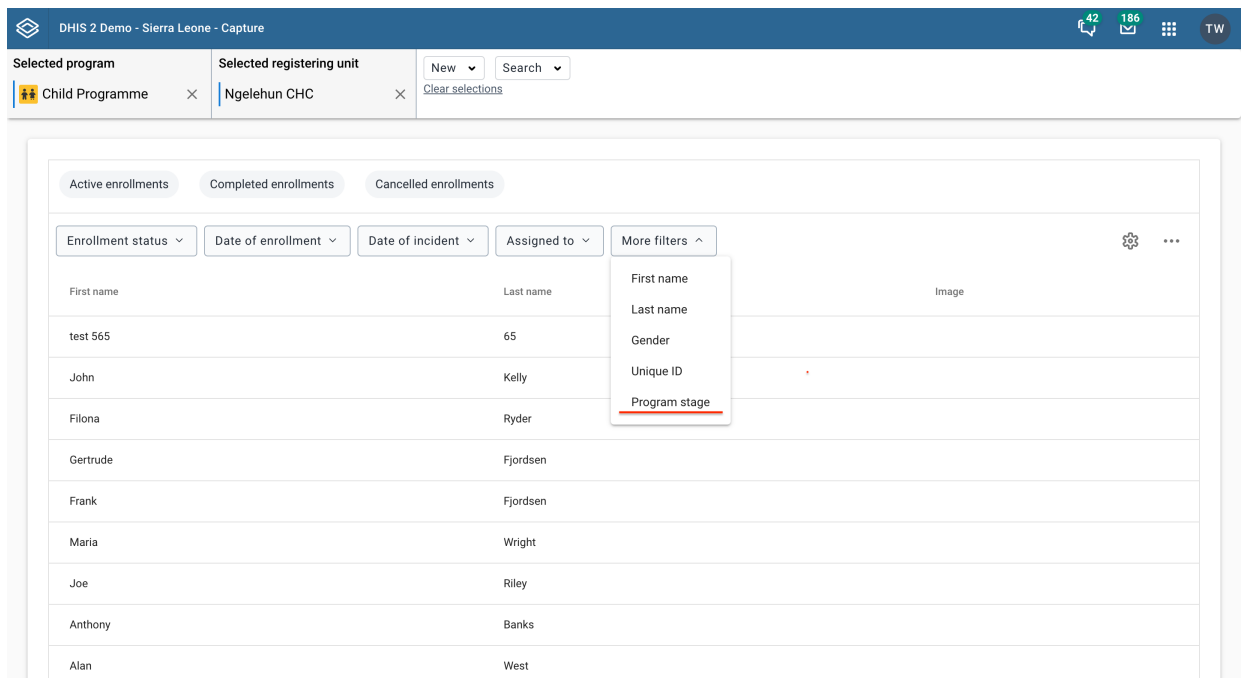 DHIS 2 Demo - Sierra Leone - Capture
42
186
TW
Selected program
Selected registering unit
Child Programme
Ngelehun CHC
New
Search
Clear selections
Active enrollments
Completed enrollments
Cancelled enrollments
Enrollment status
Date of enrollment
Date of incident
Assigned to
More filters
First name
Last name
Gender
Unique ID
Program stage
First name Last name Image
test 565 65
John Kelly
Filona Ryder
Gertrude Fjordsen
Frank Fjordsen
Maria Wright
Joe Riley
Anthony Banks
Alan West